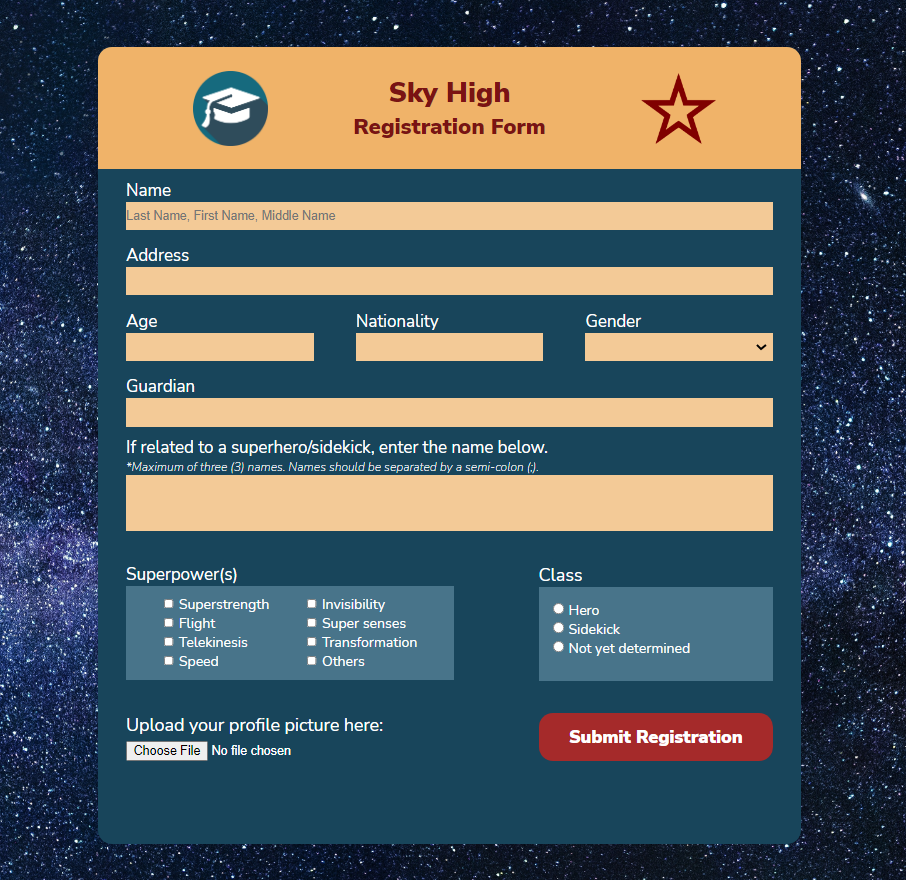 Sky High
Registration Form
Name
Last Name, First Name, Middle Name
Address
Age Nationality Gender
Guardian
If related to a superhero/sidekick, enter the name below.
*Maximum of three (3) names. Names should be separated by a semi-colon (;).
Superpower(s)
Superstrength Invisibility
Flight Super senses
Telekinesis Transformation
Speed Others
Class
Hero
Sidekick
Not yet determined
Upload your profile picture here:
Choose File No file chosen
Submit Registration